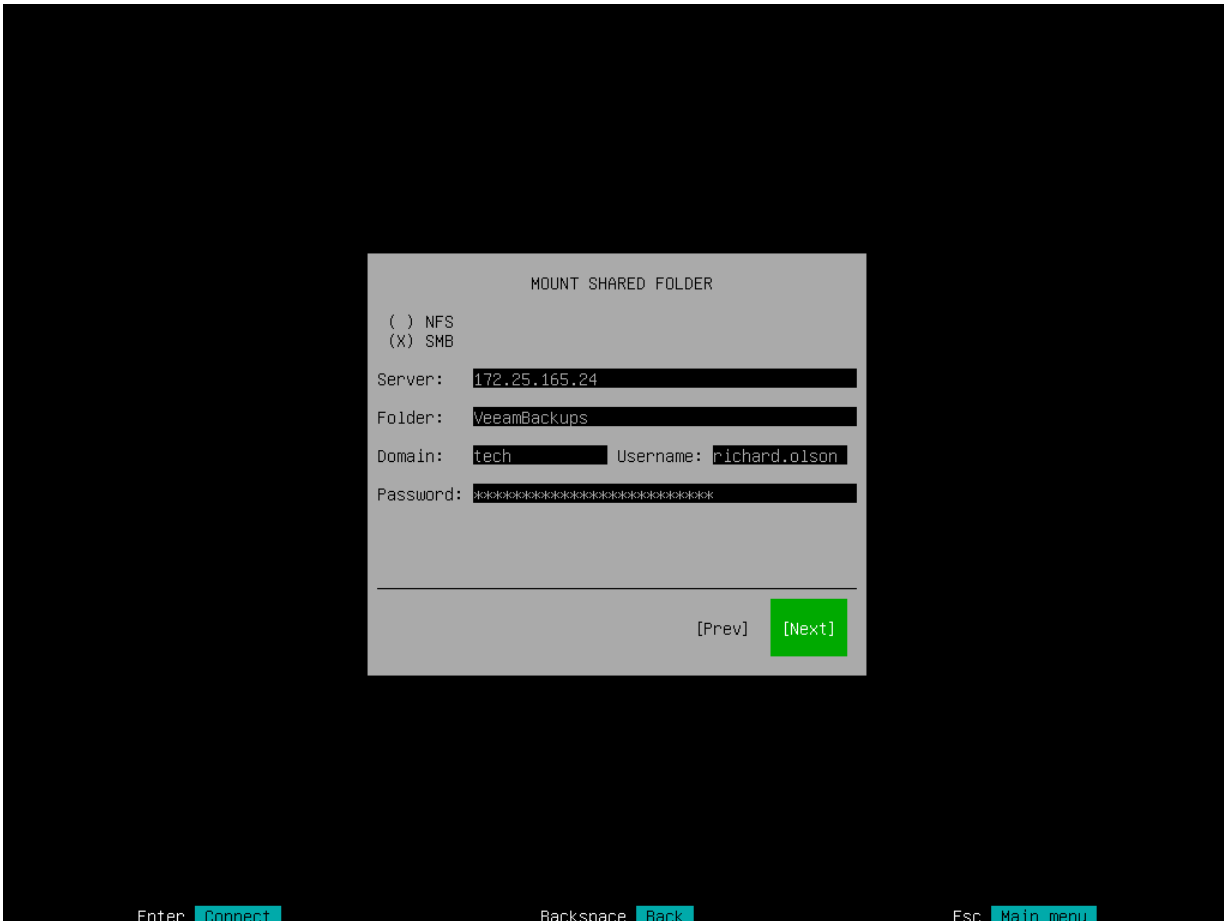 MOUNT SHARED FOLDER
( ) NFS
(X) SMB
Server: 172.25.165.24
Folder: VeeamBackups
Domain: tech Username: richard.olson
Password: *************************
[Prev] [Next]
Enter Connect Backspace Back Esc Main menu